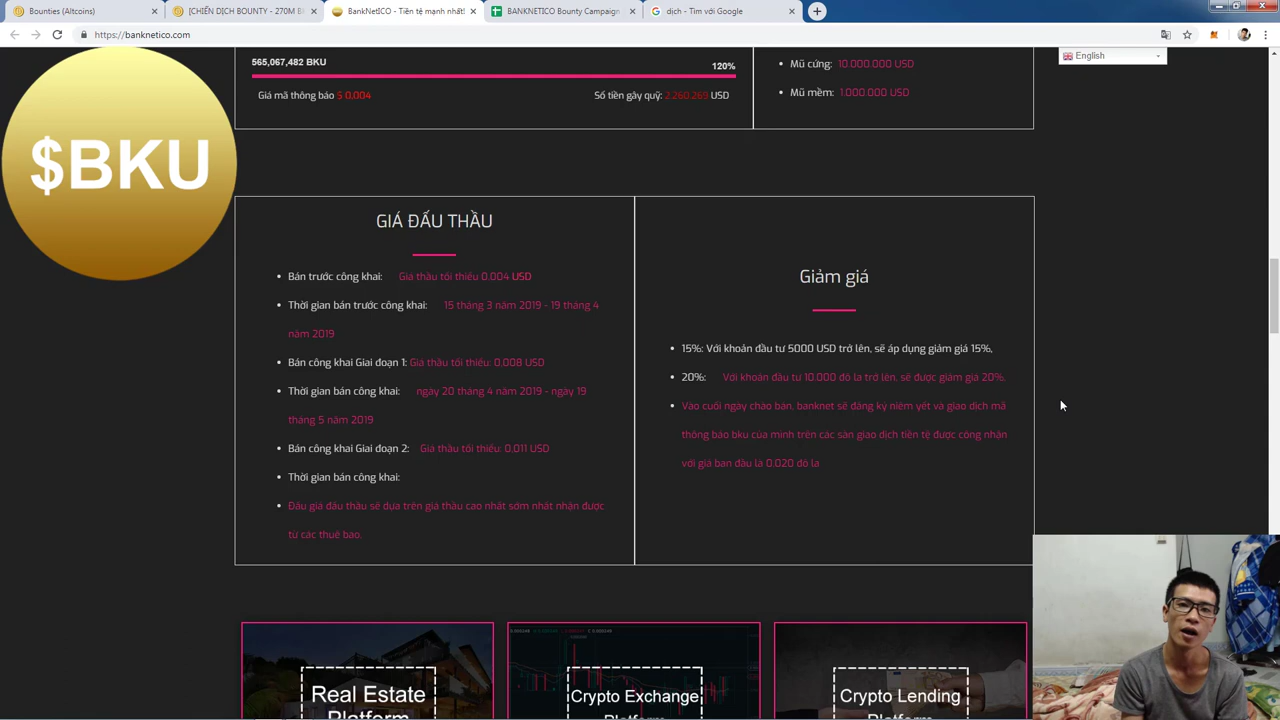 Bounties (Altcoins)
[CHIẾN DỊCH BOUNTY - 270M B
BankNetICO - Tiền tệ mạnh nhất!
BANKNETICO Bounty Campaign
dịch - Tìm với Google
https://banknetico.com
English
565,067,482 BKU
120%
Giá mã thông báo $ 0,004
Số tiền gây quỹ: 2.260.269 USD
Mũ cứng: 10.000.000 USD
Mũ mềm: 1.000.000 USD
$BKU
GIÁ ĐẤU THẦU
Bán trước công khai: Giá thầu tối thiểu 0.004 USD
Thời gian bán trước công khai: 15 tháng 3 năm 2019 - 19 tháng 4
năm 2019
Bán công khai Giai đoạn 1: Giá thầu tối thiểu: 0,008 USD
Thời gian bán công khai: ngày 20 tháng 4 năm 2019 - ngày 19
tháng 5 năm 2019
Bán công khai Giai đoạn 2: Giá thầu tối thiểu: 0,011 USD
Thời gian bán công khai:
Đấu giá đấu thầu sẽ dựa trên giá thầu cao nhất sớm nhất nhận được
từ các thuê bao.
Giảm giá
15%: Với khoản đầu tư 5000 USD trở lên, sẽ áp dụng giảm giá 15%,
20%: Với khoản đầu tư 10.000 đô la trở lên, sẽ được giảm giá 20%.
Vào cuối ngày chào bán, banknet sẽ đăng ký niêm yết và giao dịch mã
thông báo bku của mình trên các sàn giao dịch tiền tệ được công nhận
với giá ban đầu là 0,020 đô la
Real Estate
Platform
Crypto Exchange
Platform
Crypto Lending
Platform